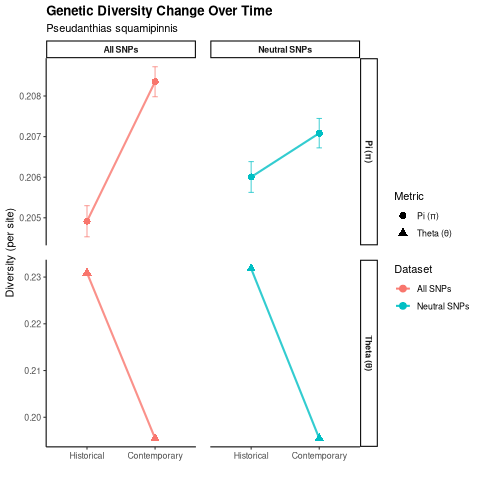 Genetic Diversity Change Over Time
Pseudanthias squamipinnis
All SNPs
Neutral SNPs
Diversity (per site)
0.208
0.207
0.206
0.205
Pi (π)
0.23
0.22
0.21
0.20
Theta (θ)
Historical
Contemporary
Historical
Contemporary
Metric
Pi (π)
Theta (θ)
Dataset
All SNPs
Neutral SNPs